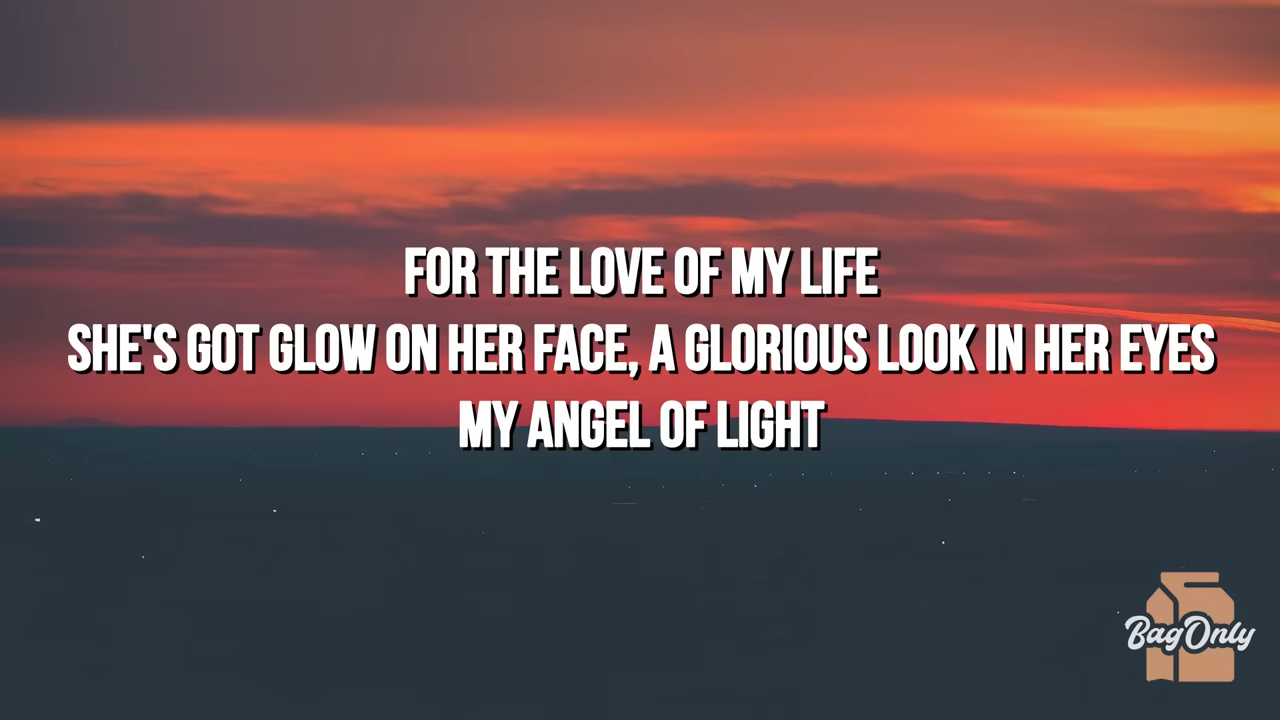 FOR THE LOVE OF MY LIFE
SHE'S GOT GLOW ON HER FACE, A GLORIOUS LOOK IN HER EYES
MY ANGEL OF LIGHT
BagOnly